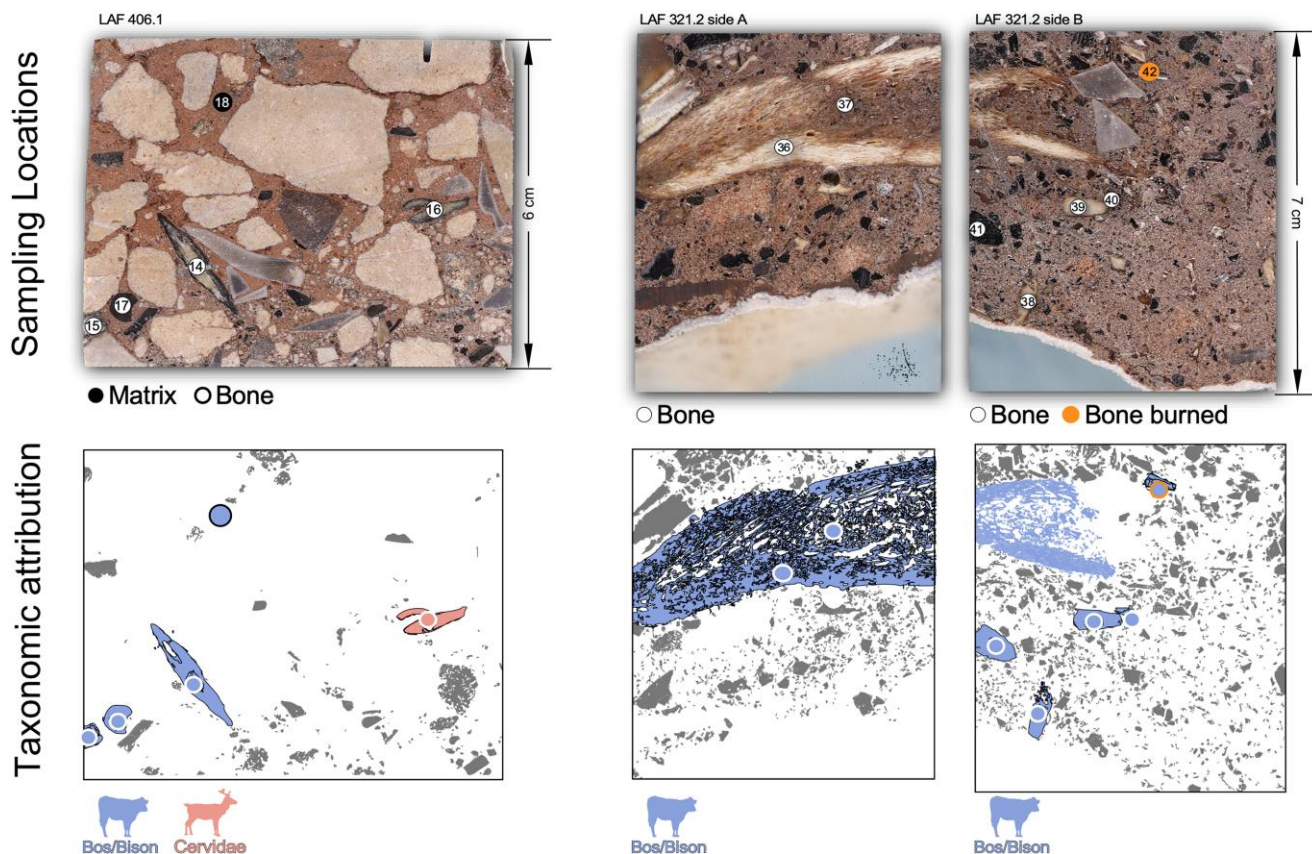 LAF 406.1
LAF 321.2 side A
LAF 321.2 side B
Sampling Locations
18
16
14
17
15
6 cm
37
36
42
40
39
41
38
7 cm
Matrix Bone
Bone
Bone Bone burned
Taxonomic attribution
Bos/Bison Cervidae
Bos/Bison
Bos/Bison